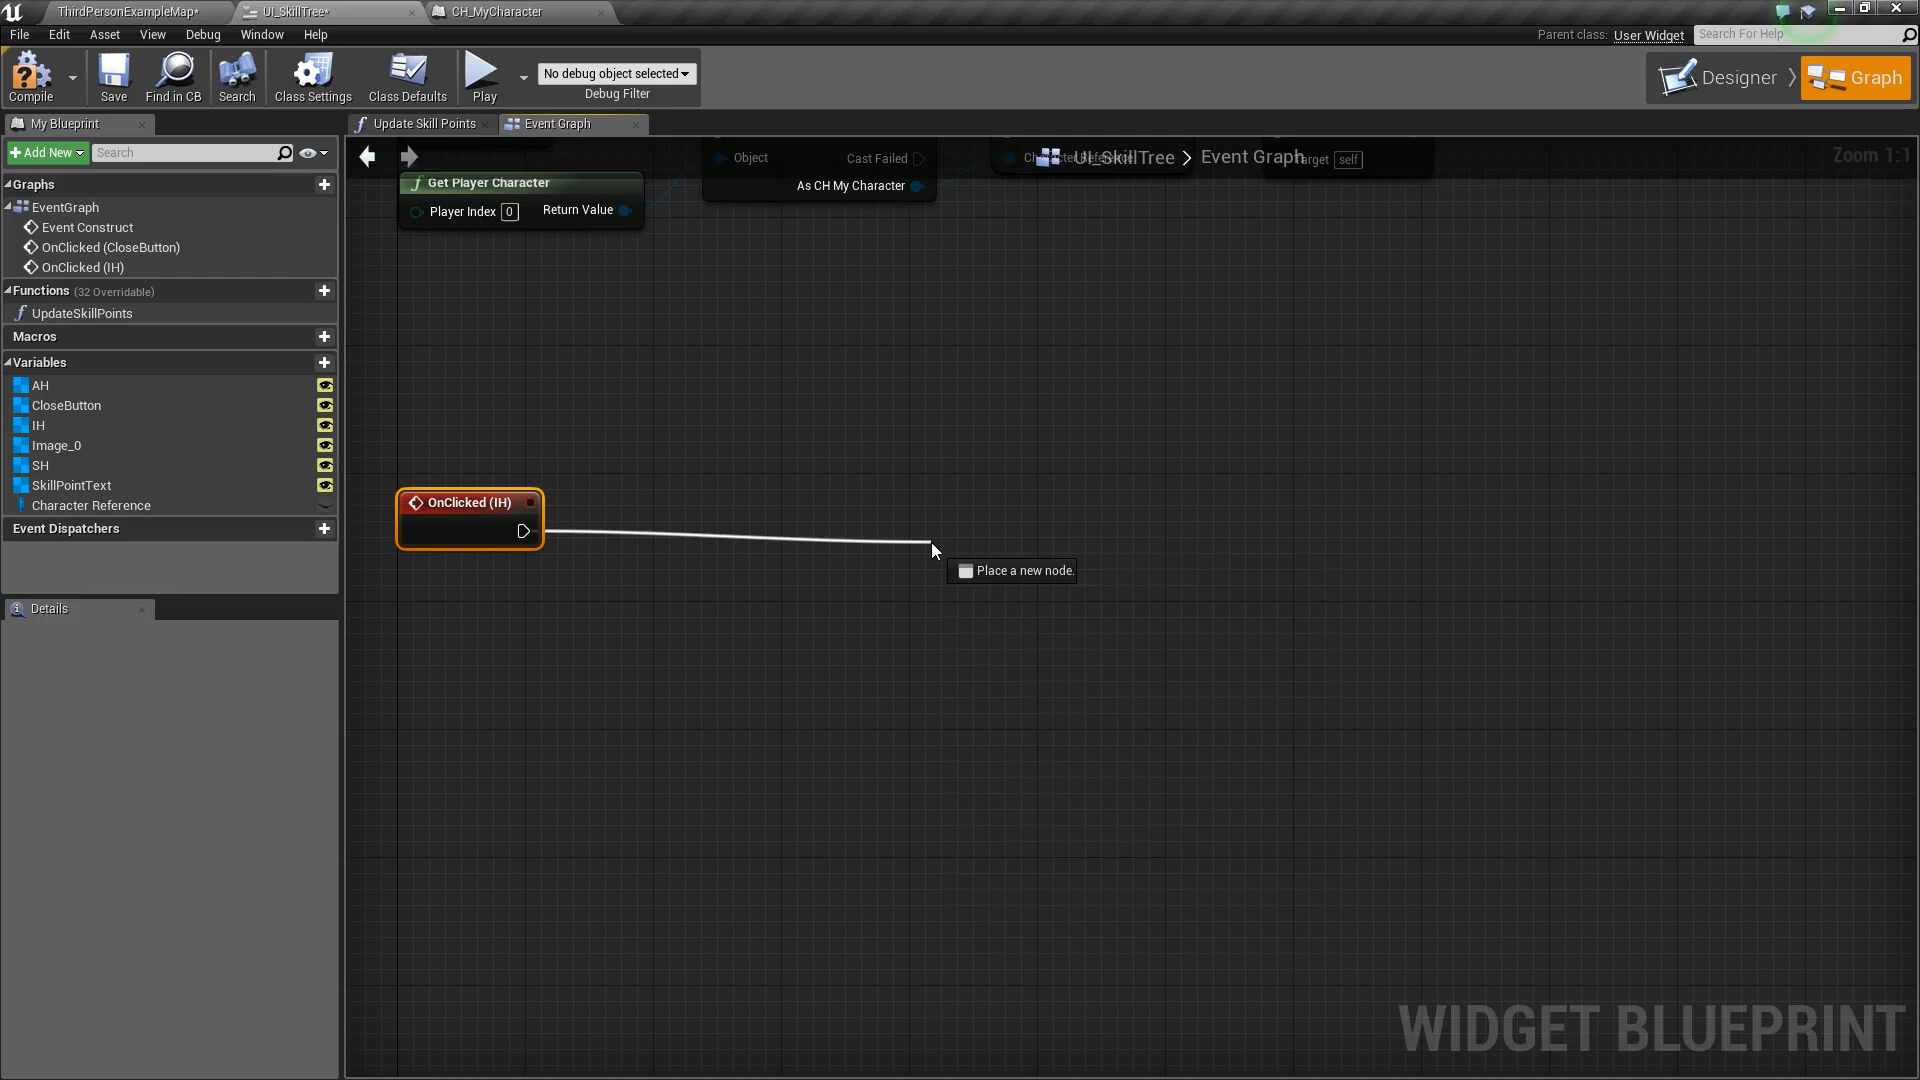 ThirdPersonExampleMap*
UI_SkillTree*
CH_MyCharacter
File Edit Asset View Debug Window Help
Parent class: User Widget
Search For Help
Compile
Save
Find in CB
Search
Class Settings
Class Defaults
Play
No debug object selected
Debug Filter
Designer
Graph
My Blueprint
Update Skill Points
Event Graph
Add New
Search
Graphs
EventGraph
Event Construct
OnClicked (CloseButton)
OnClicked (IH)
Functions (32 Overridable)
UpdateSkillPoints
Macros
Variables
AH
CloseButton
IH
Image_0
SH
SkillPointText
Character Reference
Event Dispatchers
Details
UI_SkillTree > Event Graph
Zoom 1:1
Get Player Character
Player Index 0
Return Value
Object
Cast Failed
As CH My Character
Character Reference
self
OnClicked (IH)
Place a new node.
WIDGET BLUEPRINT